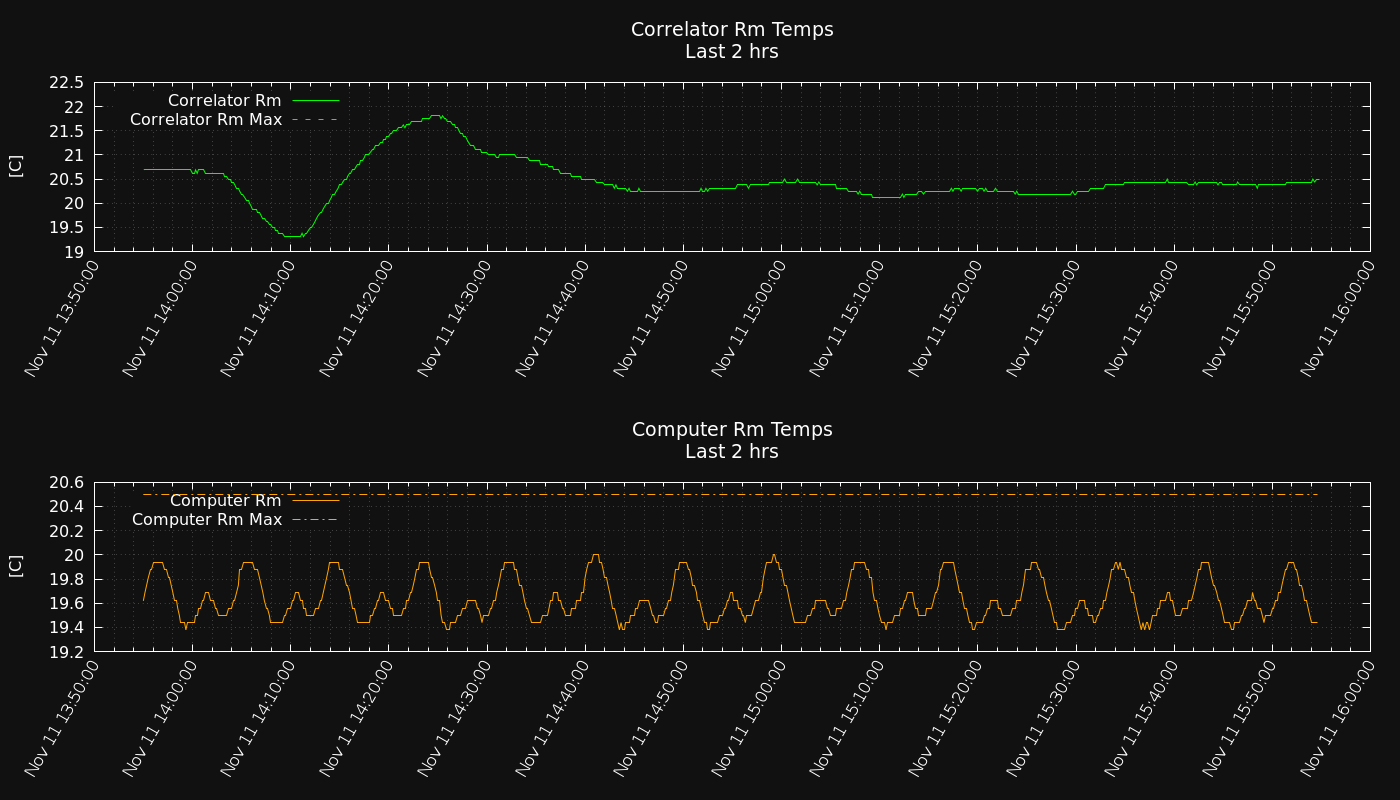 Correlator Rm Temps
Last 2 hrs
22.5
22
21.5
21
20.5
20
19.5
19
[C]
Correlator Rm
Correlator Rm Max
Nov 11 13:50:00
Nov 11 14:00:00
Nov 11 14:10:00
Nov 11 14:20:00
Nov 11 14:30:00
Nov 11 14:40:00
Nov 11 14:50:00
Nov 11 15:00:00
Nov 11 15:10:00
Nov 11 15:20:00
Nov 11 15:30:00
Nov 11 15:40:00
Nov 11 15:50:00
Nov 11 16:00:00
Computer Rm Temps
Last 2 hrs
20.6
20.4
20.2
20
19.8
19.6
19.4
19.2
[C]
Computer Rm
Computer Rm Max
Nov 11 13:50:00
Nov 11 14:00:00
Nov 11 14:10:00
Nov 11 14:20:00
Nov 11 14:30:00
Nov 11 14:40:00
Nov 11 14:50:00
Nov 11 15:00:00
Nov 11 15:10:00
Nov 11 15:20:00
Nov 11 15:30:00
Nov 11 15:40:00
Nov 11 15:50:00
Nov 11 16:00:00